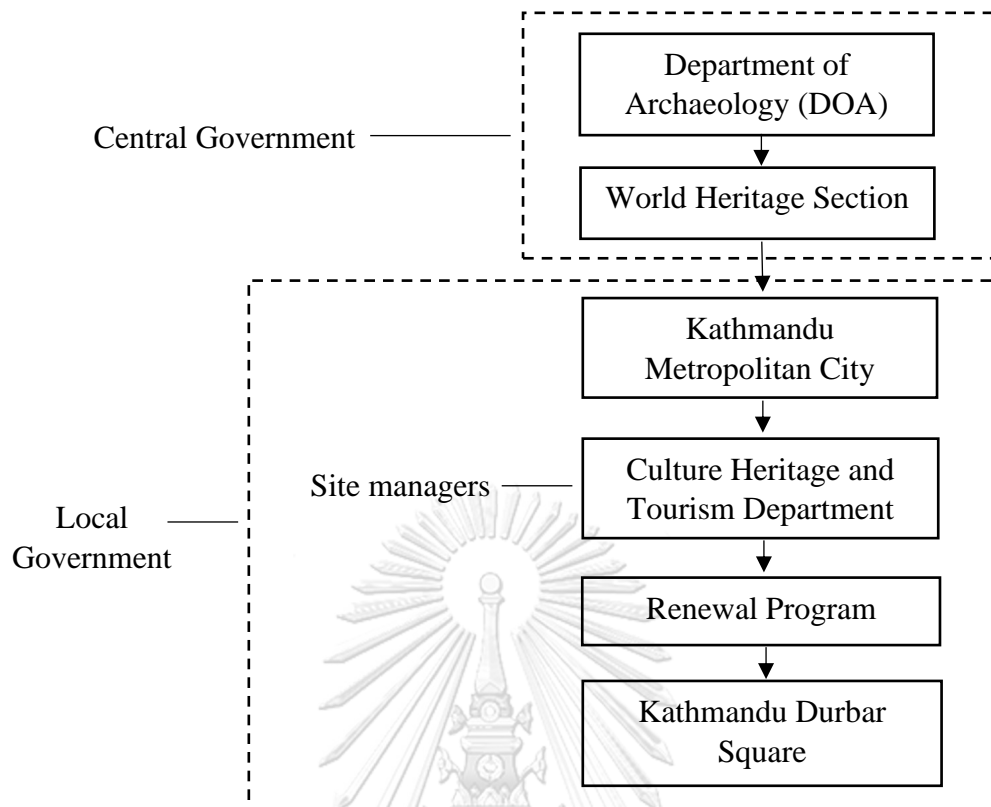 Department of
Archaeology (DOA)
Central Government
World Heritage Section
Kathmandu
Metropolitan City
Site managers
Culture Heritage and
Tourism Department
Local
Government
Renewal Program
Kathmandu Durbar
Square